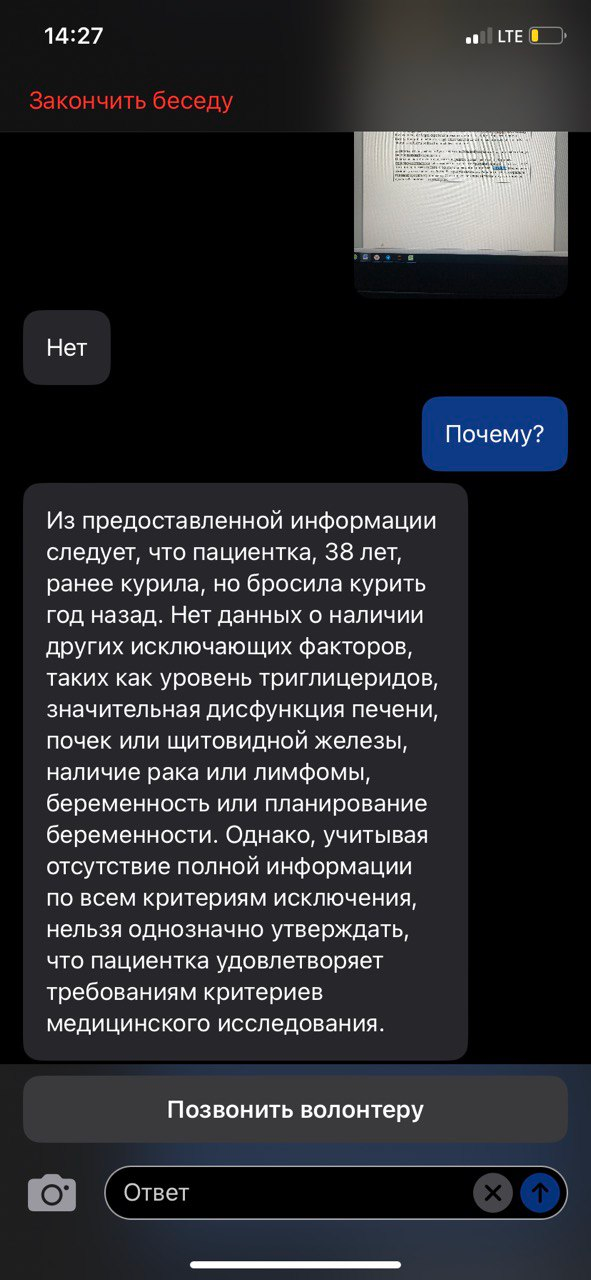 14:27
LTE
Закончить беседу
Нет
Почему?
Из предоставленной информации
следует, что пациентка, 38 лет,
ранее курила, но бросила курить
год назад. Нет данных о наличии
других исключающих факторов,
таких как уровень триглицеридов,
значительная дисфункция печени,
почек или щитовидной железы,
наличие рака или лимфомы,
беременность или планирование
беременности. Однако, учитывая
отсутствие полной информации
по всем критериям исключения,
нельзя однозначно утверждать,
что пациентка удовлетворяет
требованиям критериев
медицинского исследования.
Позвонить волонтеру
Ответ